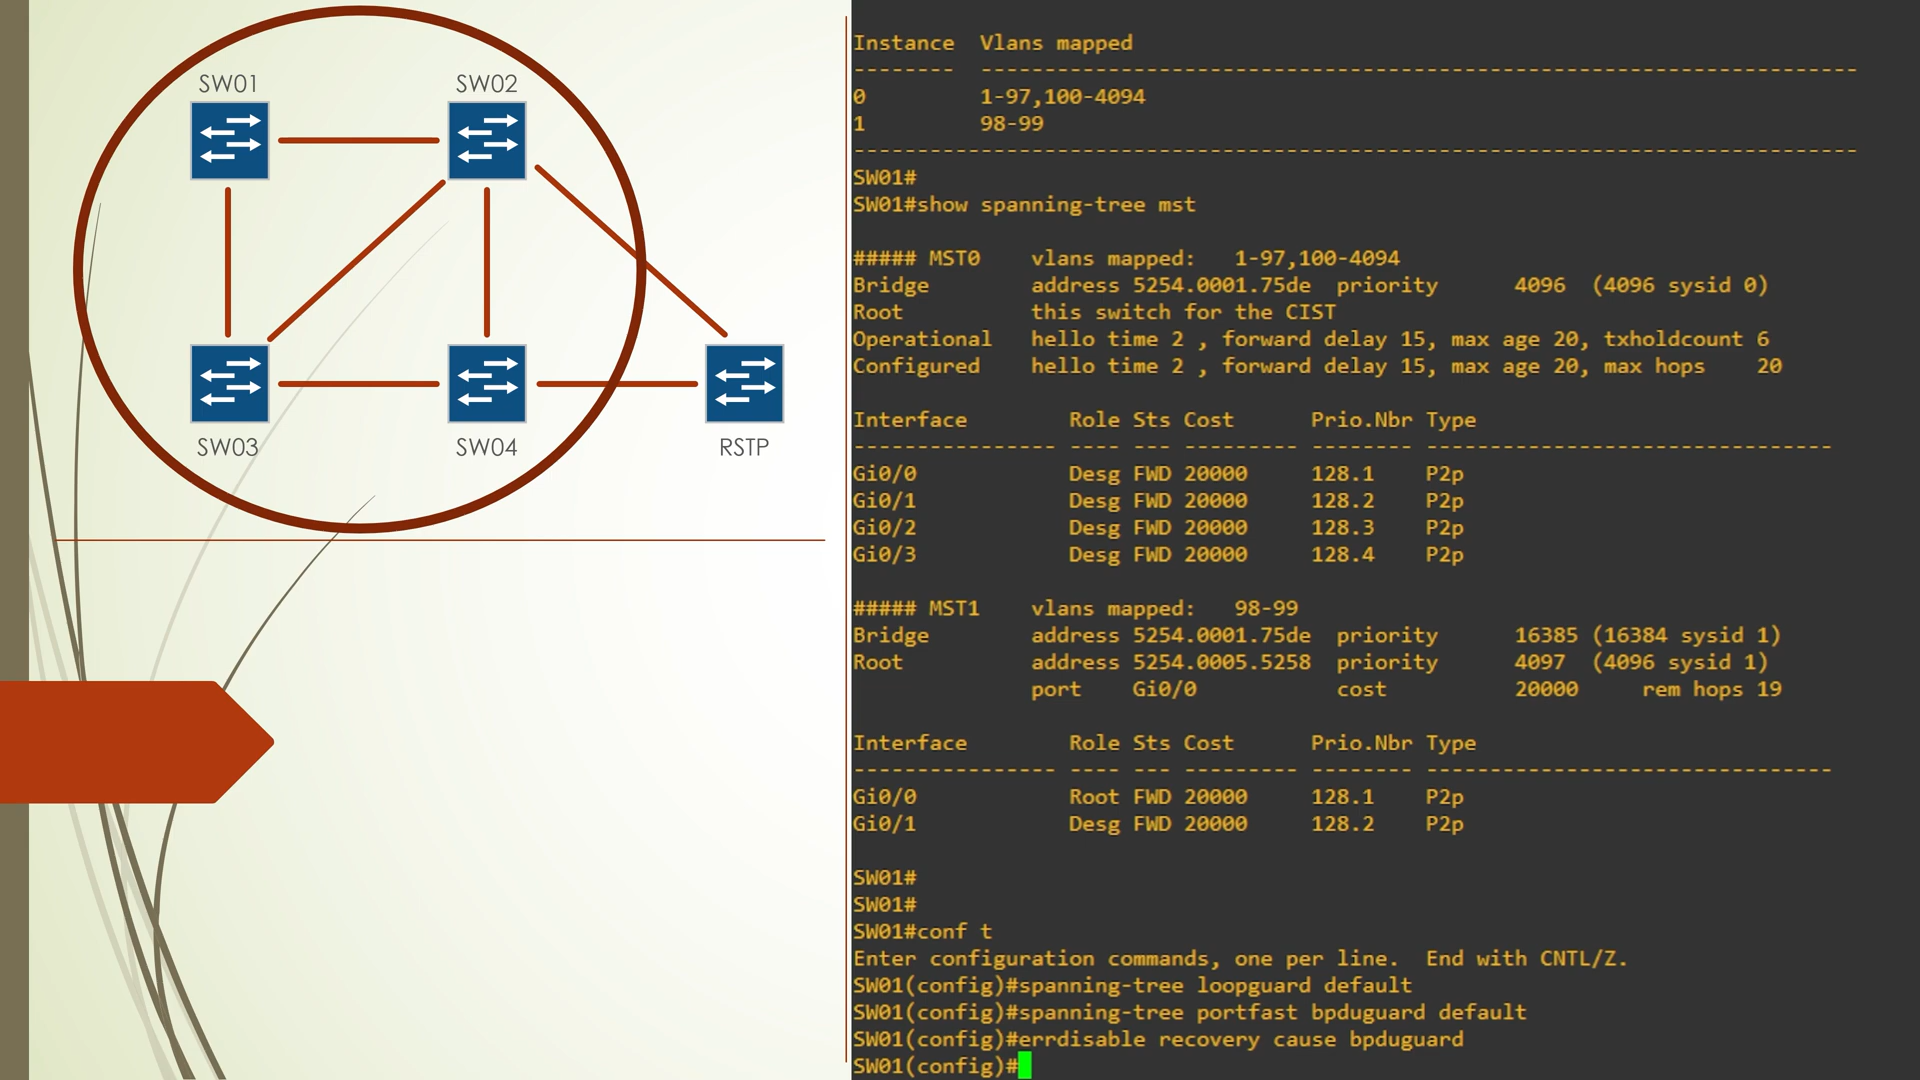 SW01
SW02
SW03
SW04
RSTP
Instance  Vlans mapped
--------  ---------------------------------------------------------------------
0         1-97,100-4094
1         98-99
-------------------------------------------------------------------------------
SW01#
SW01#show spanning-tree mst
##### MST0    vlans mapped:   1-97,100-4094
Bridge        address 5254.0001.75de  priority      4096  (4096 sysid 0)
Root          this switch for the CIST
Operational   hello time 2 , forward delay 15, max age 20, txholdcount 6
Configured    hello time 2 , forward delay 15, max age 20, max hops    20
Interface        Role Sts Cost      Prio.Nbr Type
---------------- ---- --- --------- -------- --------------------------------
Gi0/0            Desg FWD 20000     128.1    P2p
Gi0/1            Desg FWD 20000     128.2    P2p
Gi0/2            Desg FWD 20000     128.3    P2p
Gi0/3            Desg FWD 20000     128.4    P2p
##### MST1    vlans mapped:   98-99
Bridge        address 5254.0001.75de  priority      16385 (16384 sysid 1)
Root          address 5254.0005.5258  priority      4097  (4096 sysid 1)
              port    Gi0/0           cost          20000     rem hops 19
Interface        Role Sts Cost      Prio.Nbr Type
---------------- ---- --- --------- -------- --------------------------------
Gi0/0            Root FWD 20000     128.1    P2p
Gi0/1            Desg FWD 20000     128.2    P2p
SW01#
SW01#
SW01#conf t
Enter configuration commands, one per line.  End with CNTL/Z.
SW01(config)#spanning-tree loopguard default
SW01(config)#spanning-tree portfast bpduguard default
SW01(config)#errdisable recovery cause bpduguard
SW01(config)#